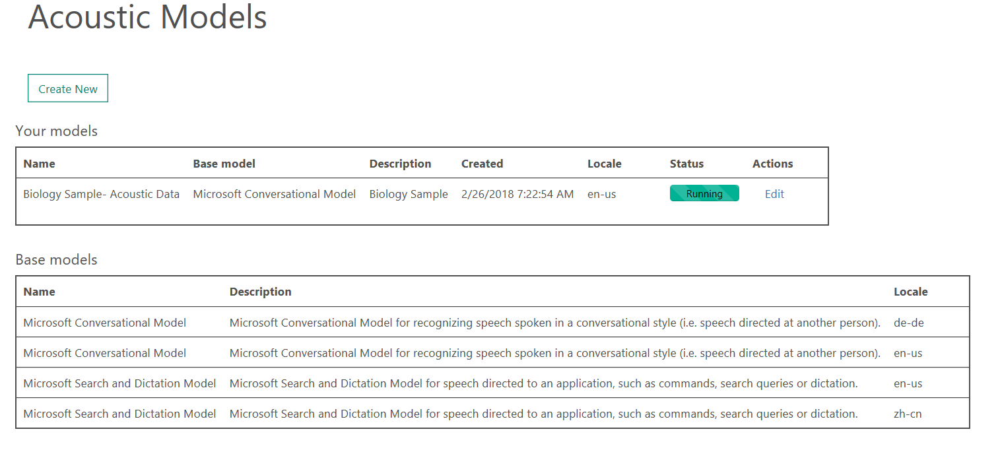 Acoustic Models
Create New
Your models
Name Base model Description Created Locale Status Actions
Biology Sample- Acoustic Data Microsoft Conversational Model Biology Sample 2/26/2018 7:22:54 AM en-us Running Edit
Base models
Name Description Locale
Microsoft Conversational Model Microsoft Conversational Model for recognizing speech spoken in a conversational style (i.e. speech directed at another person). de-de
Microsoft Conversational Model Microsoft Conversational Model for recognizing speech spoken in a conversational style (i.e. speech directed at another person). en-us
Microsoft Search and Dictation Model Microsoft Search and Dictation Model for speech directed to an application, such as commands, search queries or dictation. en-us
Microsoft Search and Dictation Model Microsoft Search and Dictation Model for speech directed to an application, such as commands, search queries or dictation. zh-cn